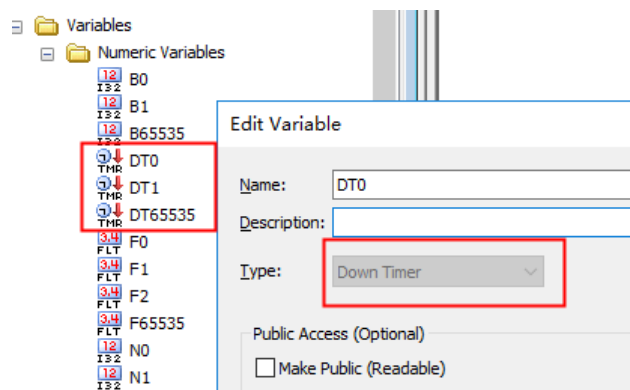 Variables
Numeric Variables
12 I32 B0
12 I32 B1
12 I32 B65535
TMR DT0
TMR DT1
TMR DT65535
3.4 FLT F0
3.4 FLT F1
3.4 FLT F2
3.4 FLT F65535
12 I32 N0
12 I32 N1
Edit Variable
Name: DT0
Description:
Type: Down Timer
Public Access (Optional)
Make Public (Readable)